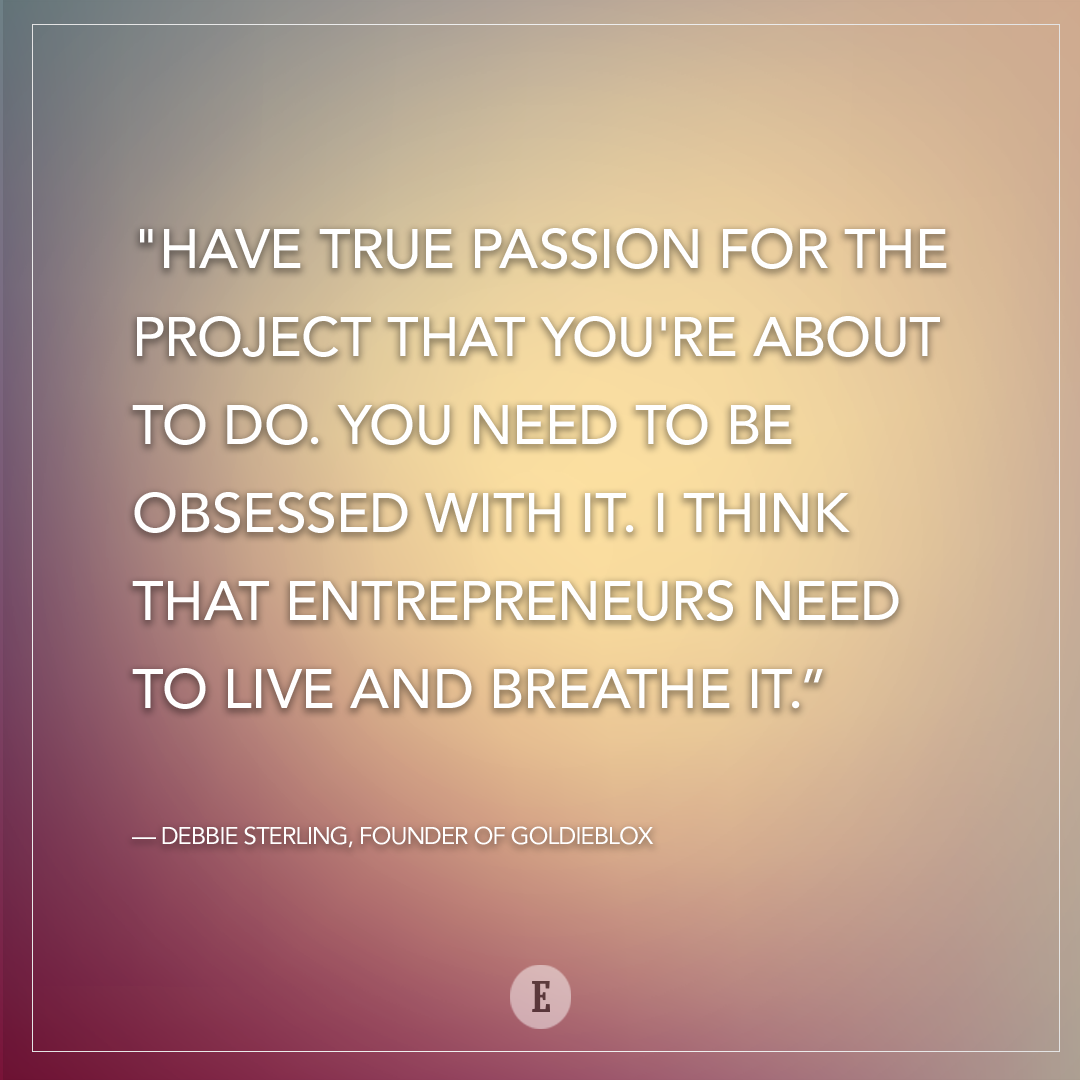 "HAVE TRUE PASSION FOR THE
PROJECT THAT YOU'RE ABOUT
TO DO. YOU NEED TO BE
OBSESSED WITH IT. I THINK
THAT ENTREPRENEURS NEED
TO LIVE AND BREATHE IT.”
— DEBBIE STERLING, FOUNDER OF GOLDIEBLOX
E